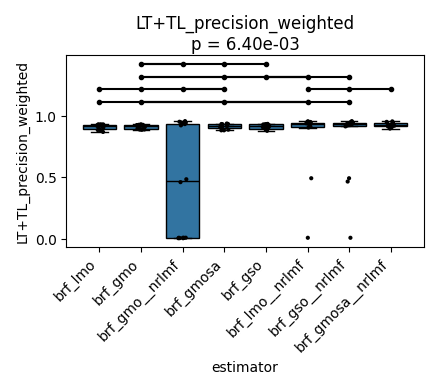 LT+TL_precision_weighted
p = 6.40e-03
LT+TL_precision_weighted
1.0
0.5
0.0
brf_lmo
brf_gmo
brf_gmo__nrlmf
brf_gmosa
brf_gso
brf_lmo__nrlmf
brf_gso__nrlmf
brf_gmosa__nrlmf
estimator